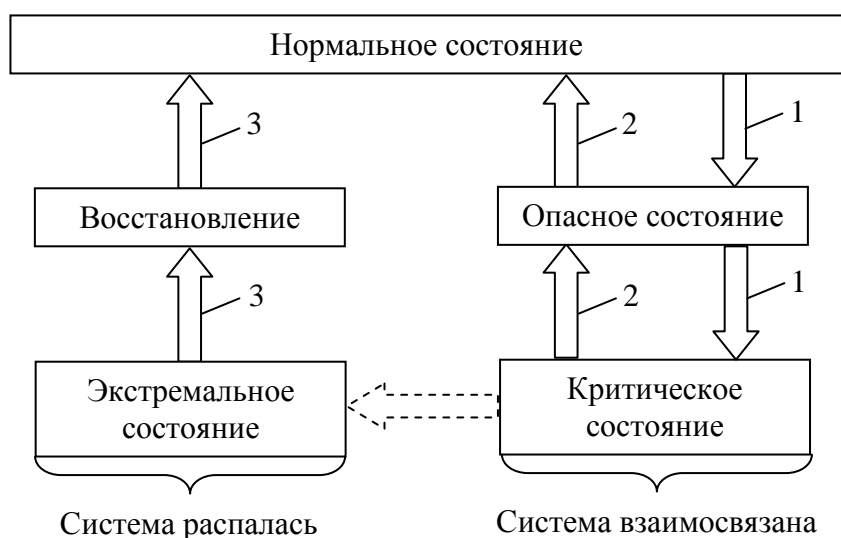 Нормальное состояние
3
2
1
Восстановление
Опасное состояние
3
2
1
Экстремальное
состояние
Критическое
состояние
Система распалась
Система взаимосвязана